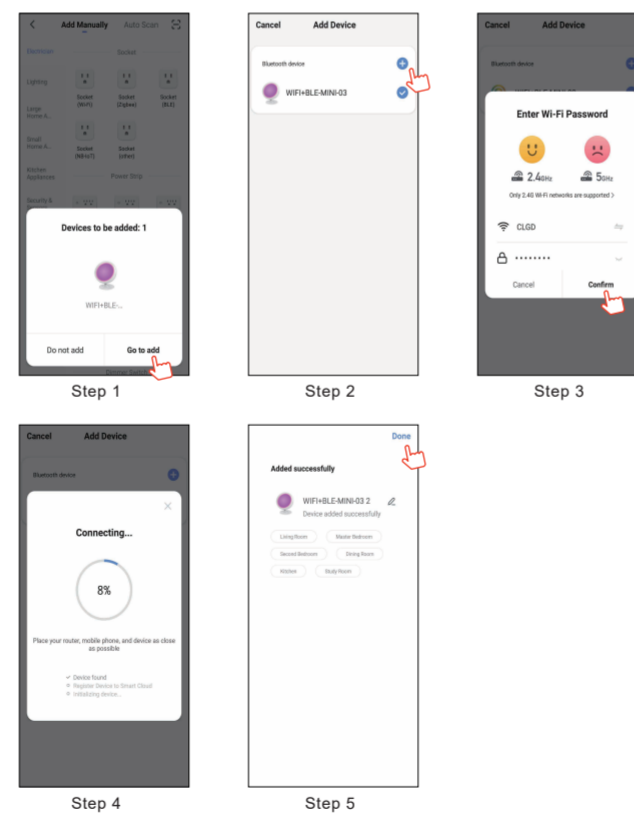 Add Manually Auto Scan
Electrician Socket
Lighting
Socket (Wi-Fi)
Socket (Zigbee)
Socket (BLE)
Large Home A...
Small Home A...
Socket (NB-IoT)
Socket (other)
Kitchen Appliances
Power Strip
Security &
Devices to be added: 1
WIFI+BLE-...
Do not add Go to add
Step 1
Cancel Add Device
Bluetooth device
WIFI+BLE-MINI-03
Step 2
Cancel Add Device
Bluetooth device
Enter Wi-Fi Password
2.4GHz 5GHz
Only 2.4G Wi-Fi networks are supported >
CLGD
••••••••
Cancel Confirm
Step 3
Cancel Add Device
Bluetooth device
Connecting...
8%
Place your router, mobile phone, and device as close
as possible
Device found
Register Device to Smart Cloud
Initializing device...
Step 4
Done
Added successfully
WIFI+BLE-MINI-03 2
Device added successfully
Living Room Master Bedroom
Second Bedroom Dining Room
Kitchen Study Room
Step 5